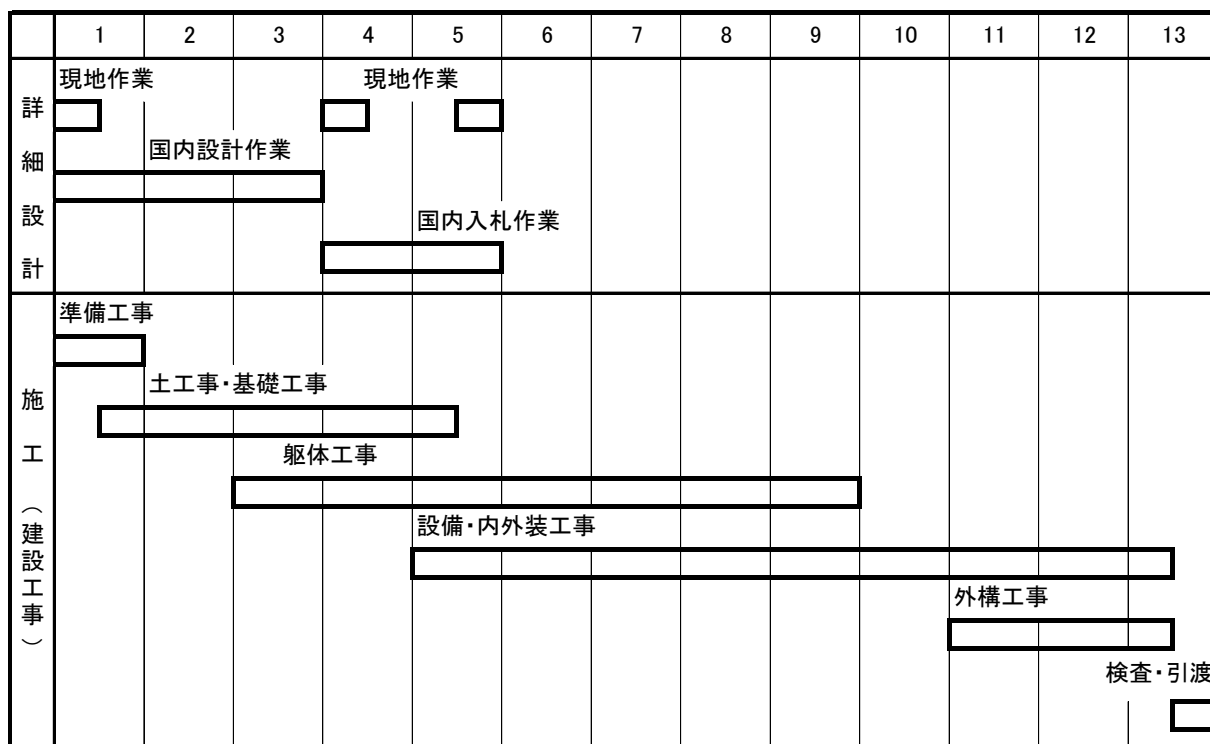 1 2 3 4 5 6 7 8 9 10 11 12 13
詳細設計
現地作業 現地作業
国内設計作業
国内入札作業
施工（建設工事）
準備工事
土工事・基礎工事
躯体工事
設備・内外装工事
外構工事
検査・引渡